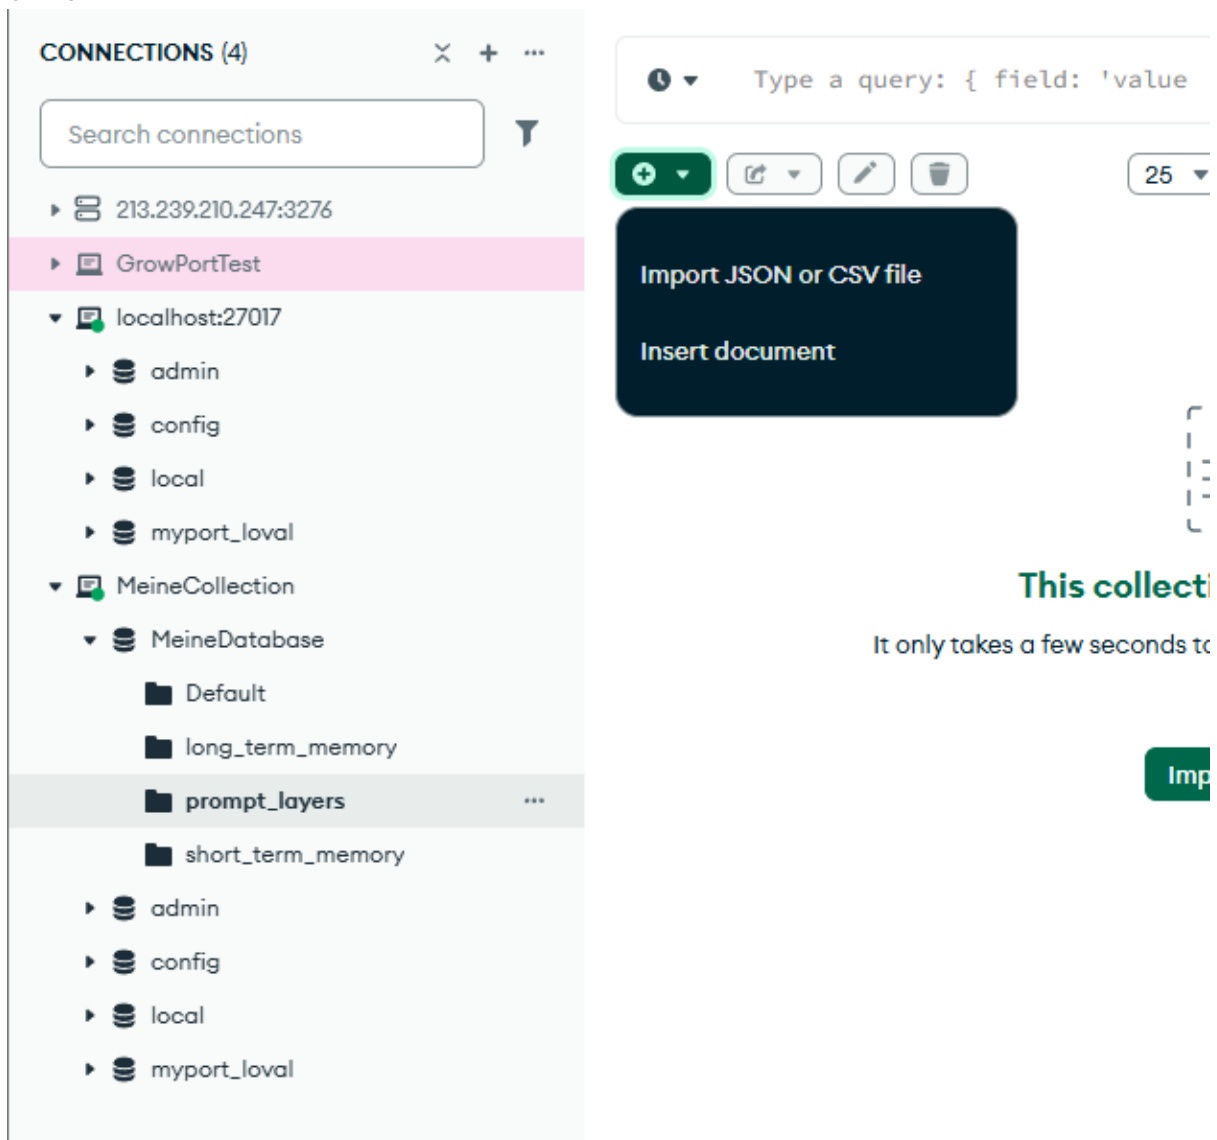 CONNECTIONS (4)
Search connections
213.239.210.247:3276
GrowPortTest
localhost:27017
admin
config
local
myport_loval
MeineCollection
MeineDatabase
Default
long_term_memory
prompt_layers
short_term_memory
admin
config
local
myport_loval
Type a query: { field: 'value
25
Import JSON or CSV file
Insert document
This collecti
It only takes a few seconds to
Imp